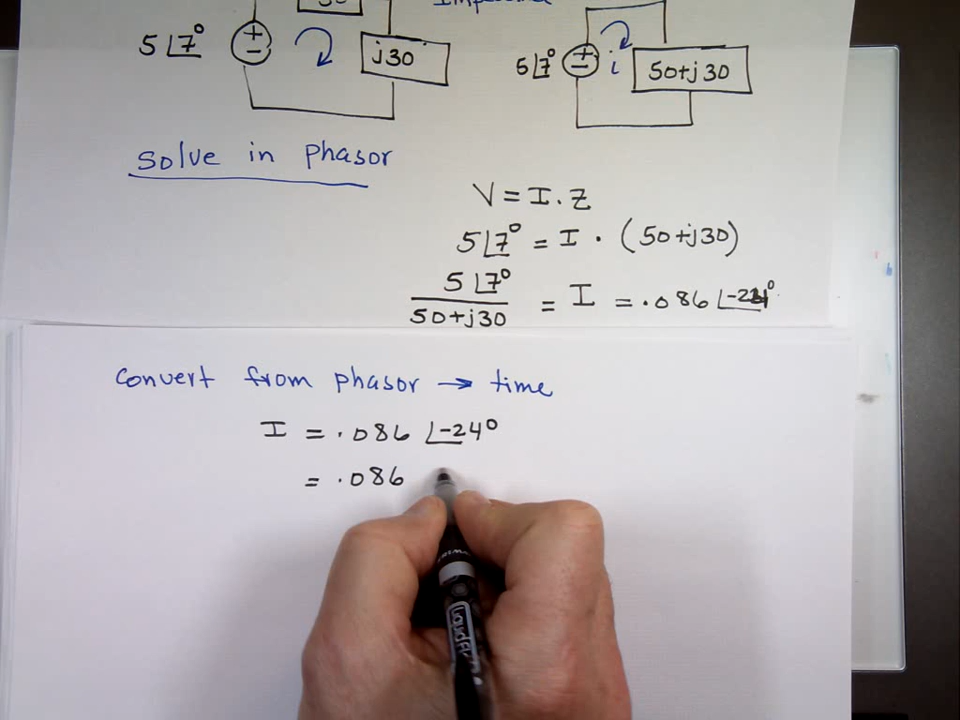 5∠7°
+
−
j30
5∠7°
+
−
i
50+j30
Solve in phasor
V = I . Z
5∠7° = I . (50+j30)
5∠7°
50+j30
= I = .086 ∠-24°
Convert from phasor → time
I = .086 ∠-24°
= .086